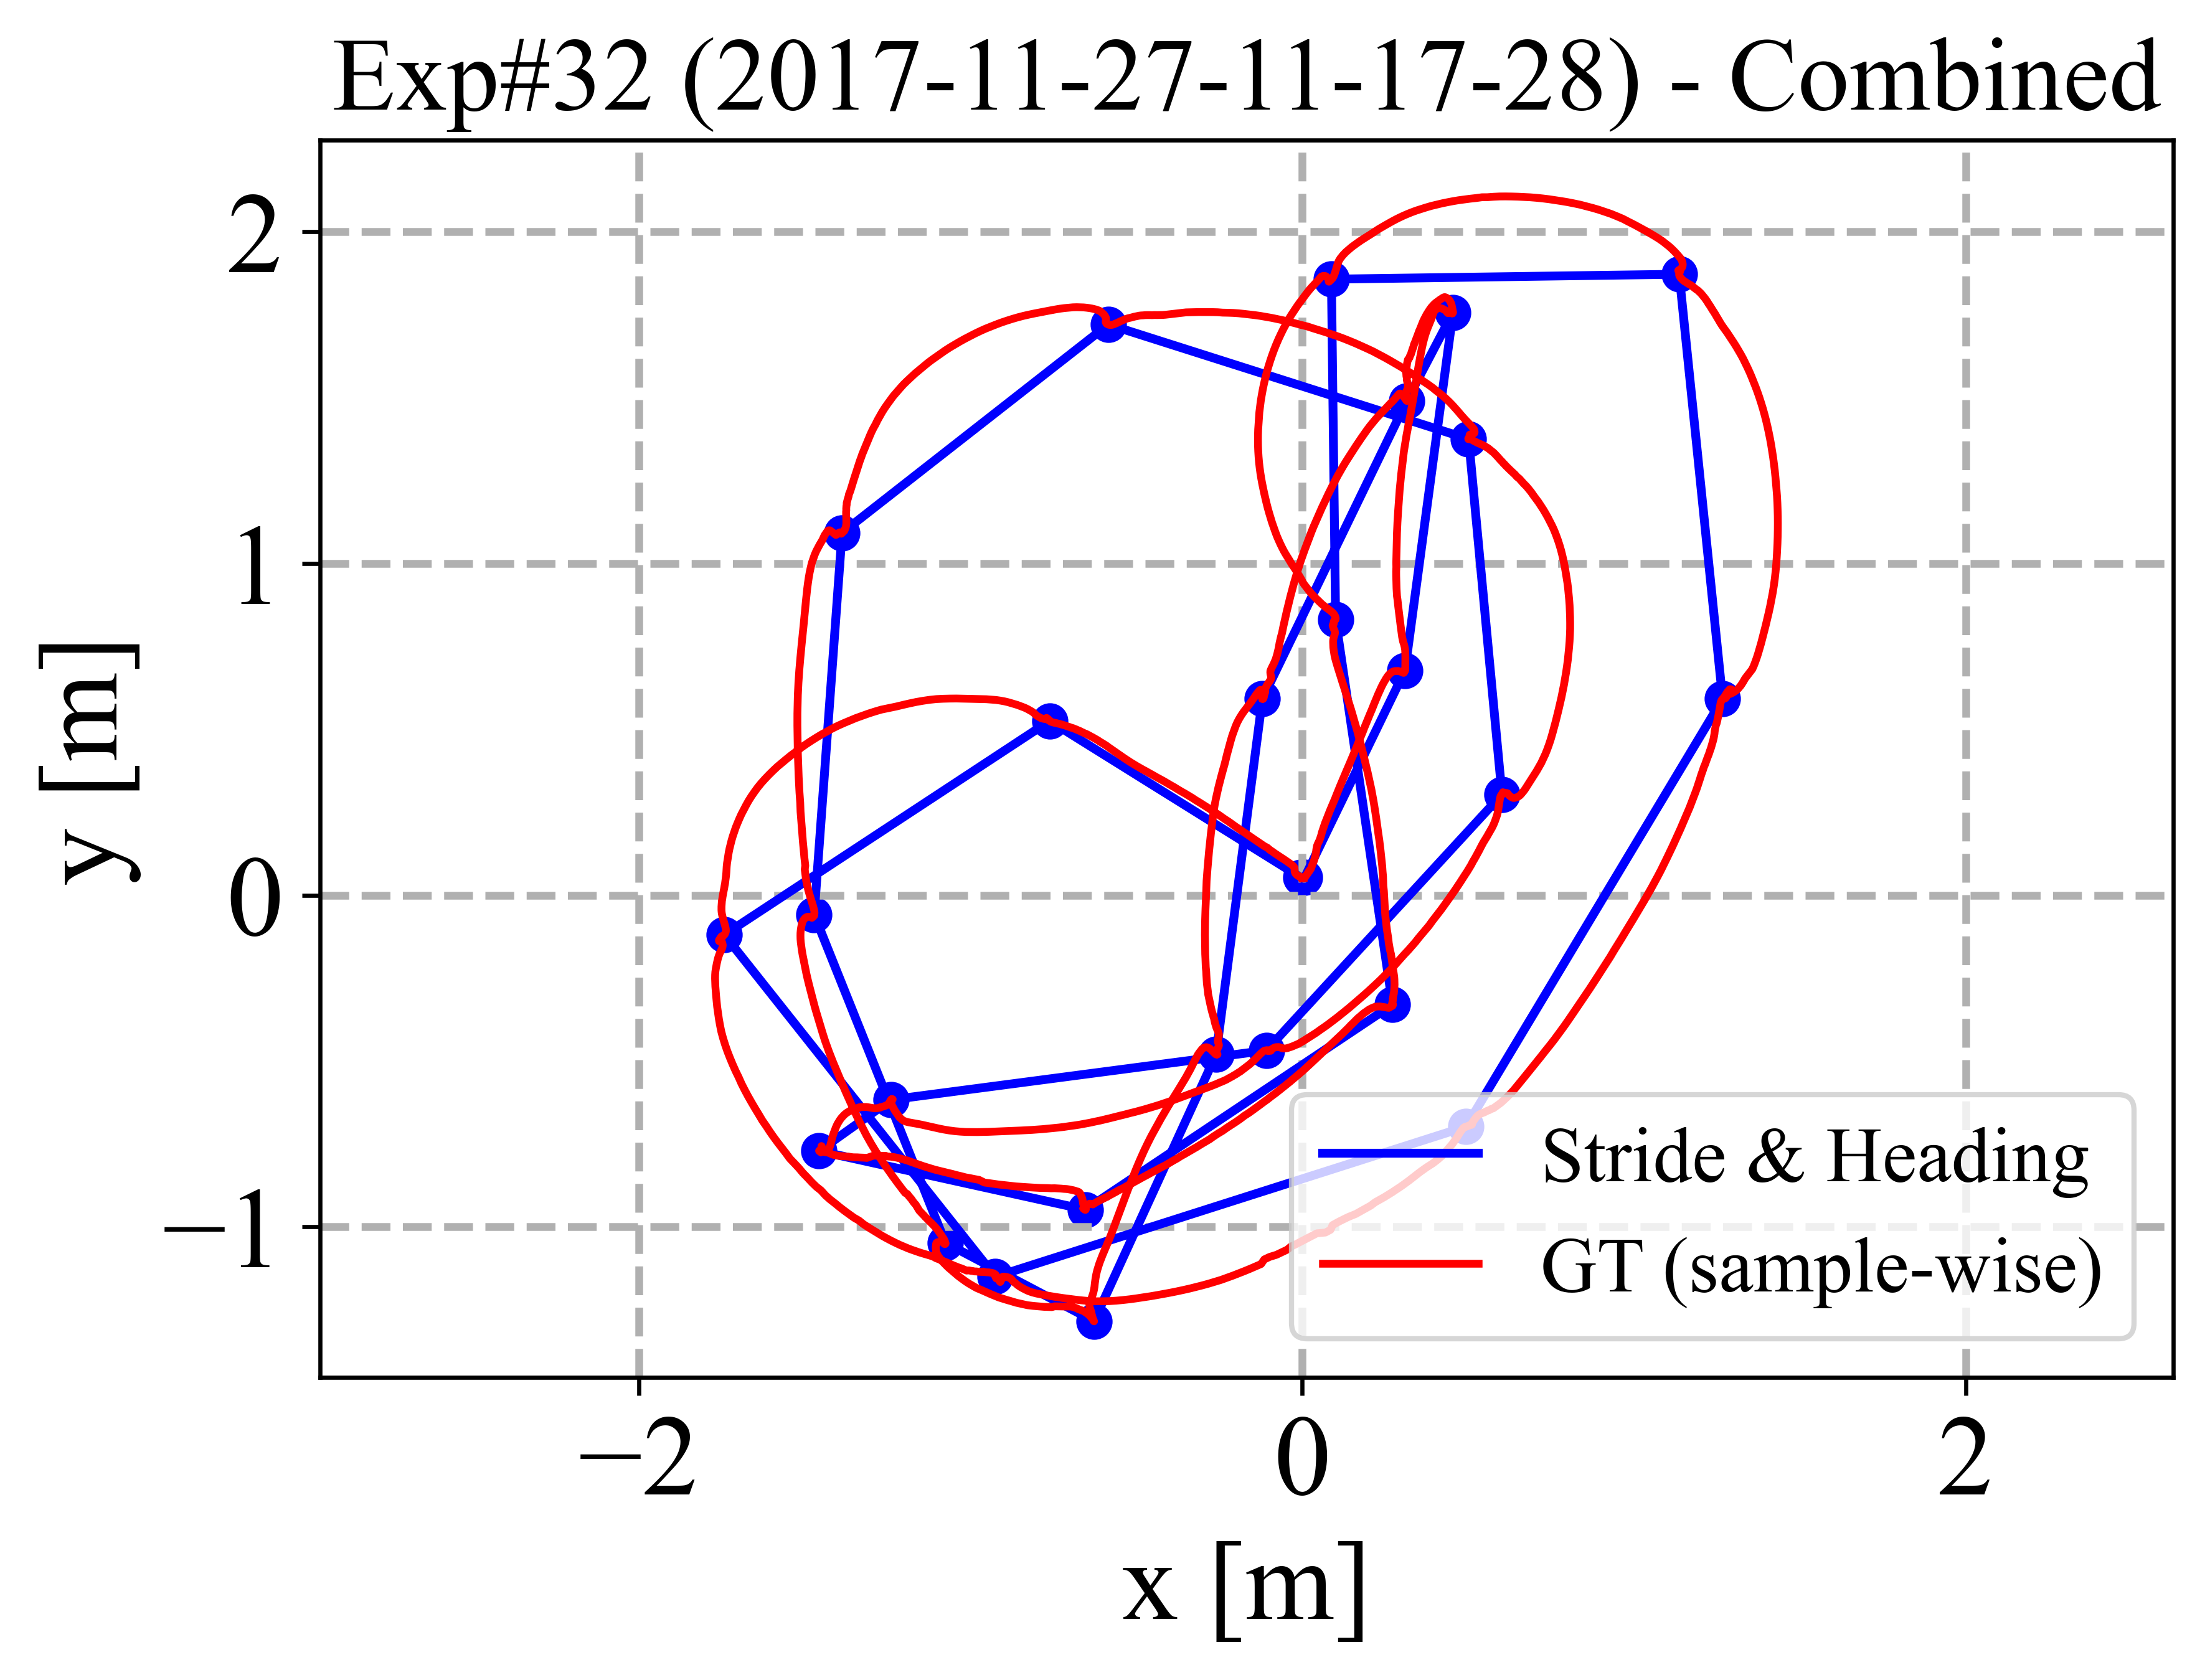 Exp#32 (2017-11-27-11-17-28) - Combined
2
1
0
−1
y [m]
−2
0
2
x [m]
Stride & Heading
GT (sample-wise)